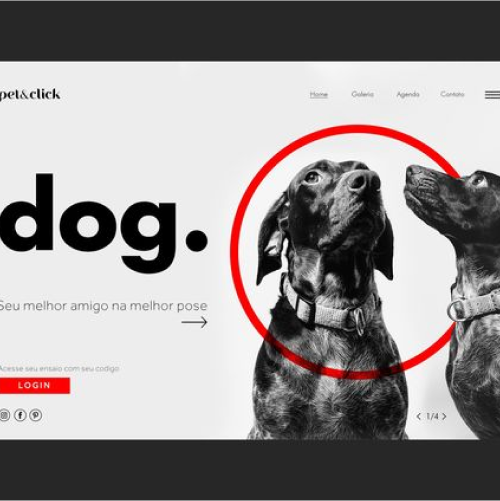 pet&click
Home Galeria Agenda Contato
dog.
Seu melhor amigo na melhor pose
Acesse seu ensaio com seu codigo
LOGIN
1/4